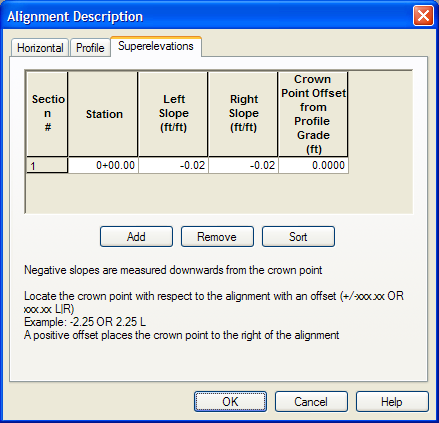 Alignment Description
Horizontal Profile Superelevations
Sectio
n
#
Station
Left
Slope
(ft/ft)
Right
Slope
(ft/ft)
Crown
Point Offset
from
Profile
Grade
(ft)
1 0+00.00 -0.02 -0.02 0.0000
Add Remove Sort
Negative slopes are measured downwards from the crown point
Locate the crown point with respect to the alignment with an offset (+/-xxx.xx OR
xxx.xx L|R)
Example: -2.25 OR 2.25 L
A positive offset places the crown point to the right of the alignment
OK Cancel Help